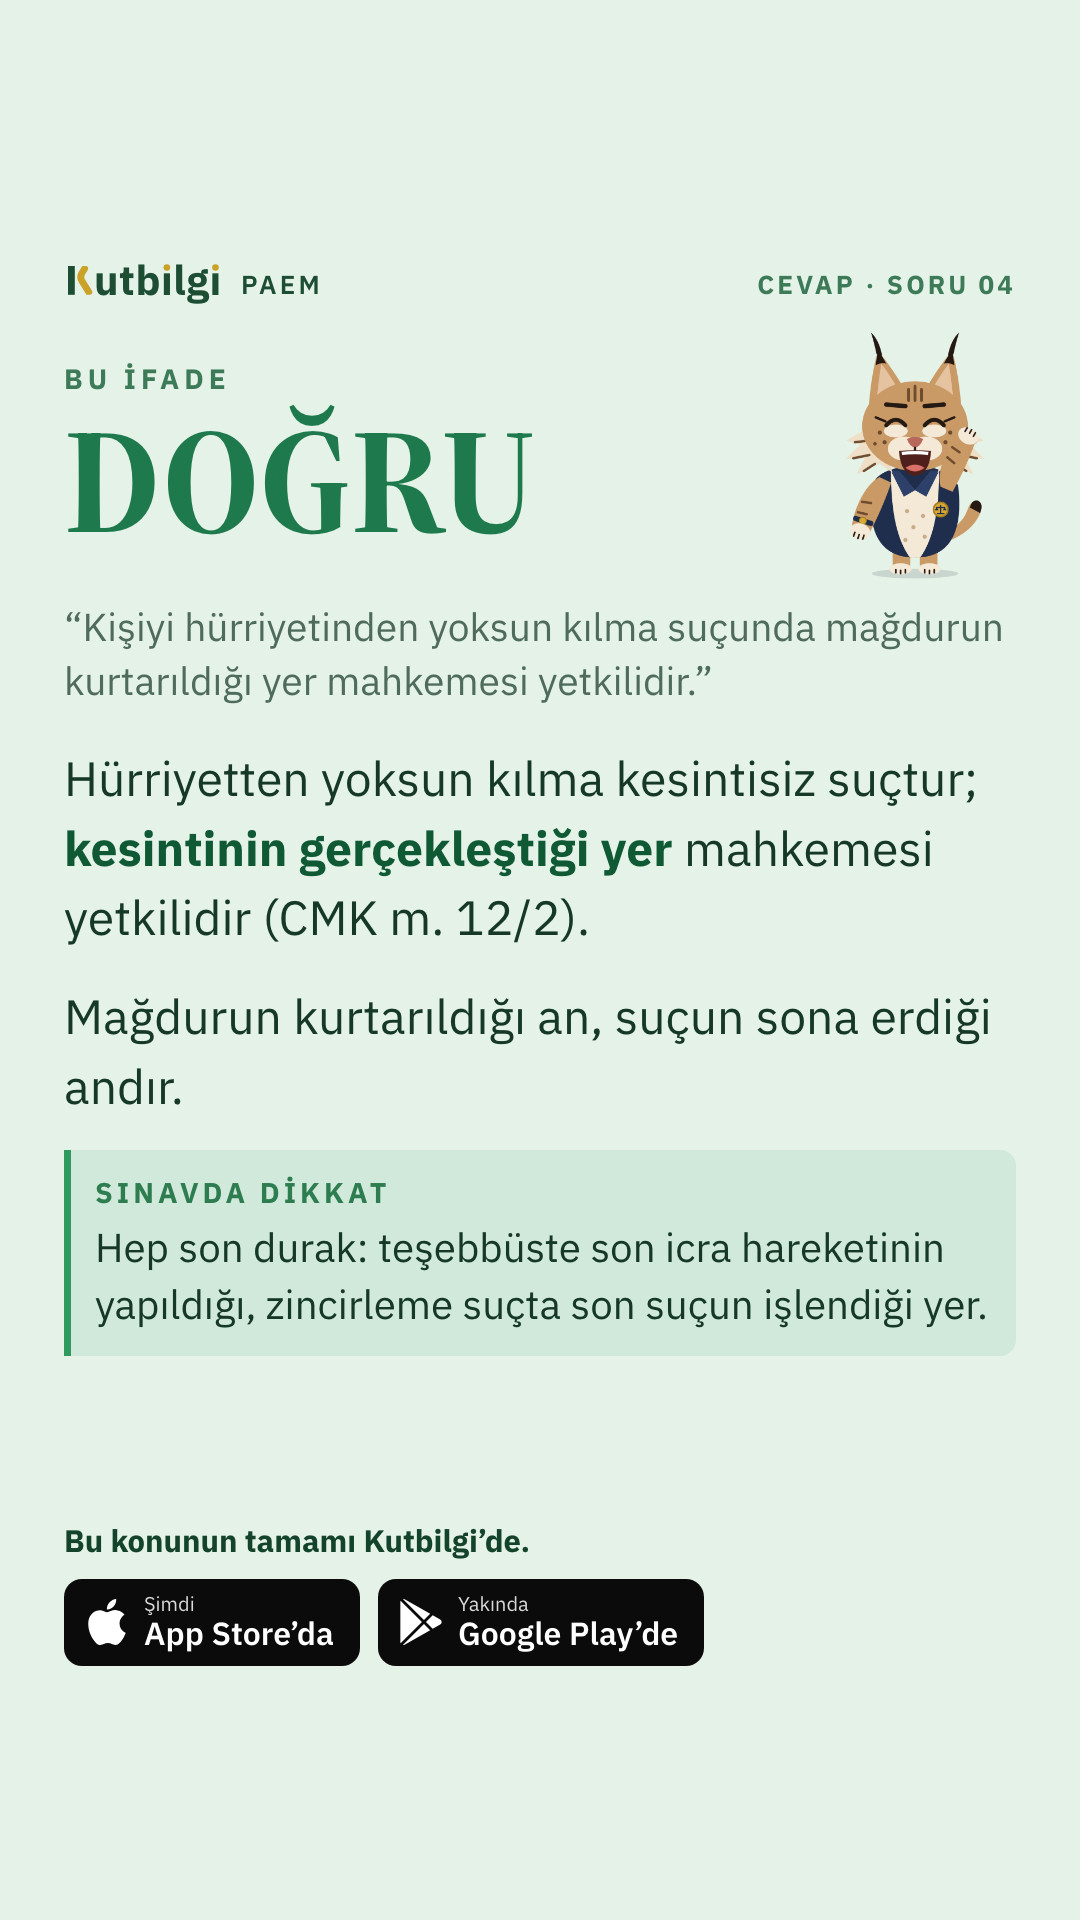 Kutbilgi PAEM
CEVAP · SORU 04
BU İFADE
DOĞRU
“Kişiyi hürriyetinden yoksun kılma suçunda mağdurun
kurtarıldığı yer mahkemesi yetkilidir.”
Hürriyetten yoksun kılma kesintisiz suçtur;
kesintinin gerçekleştiği yer mahkemesi
yetkilidir (CMK m. 12/2).
Mağdurun kurtarıldığı an, suçun sona erdiği
andır.
SINAVDA DİKKAT
Hep son durak: teşebbüste son icra hareketinin
yapıldığı, zincirleme suçta son suçun işlendiği yer.
Bu konunun tamamı Kutbilgi’de.
Şimdi
App Store’da
Yakında
Google Play’de